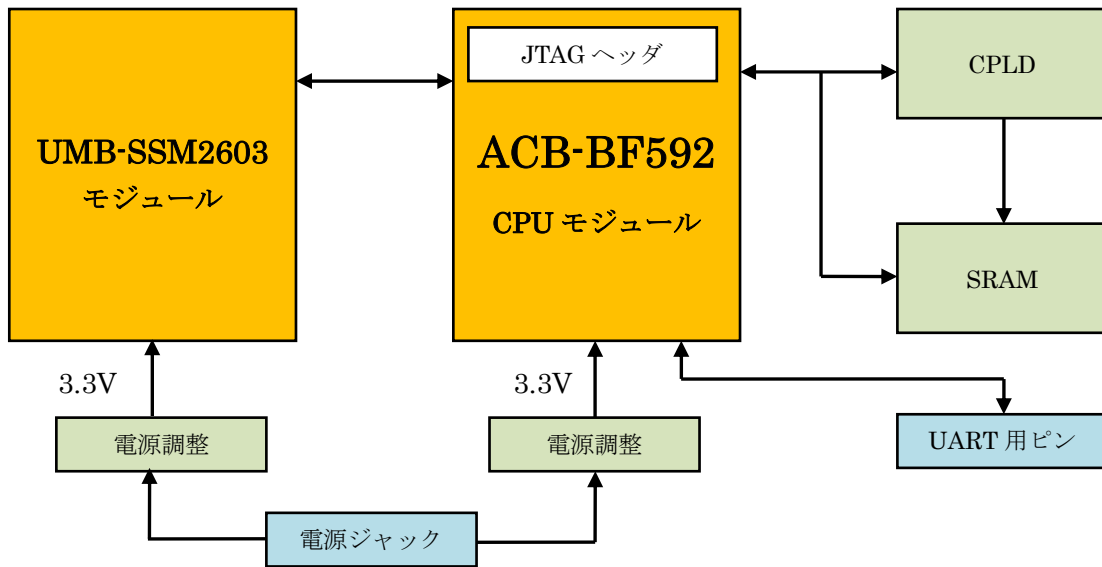 JTAG ヘッダ
CPLD
UMB-SSM2603
モジュール
ACB-BF592
CPU モジュール
SRAM
3.3V
3.3V
電源調整
電源調整
UART 用ピン
電源ジャック